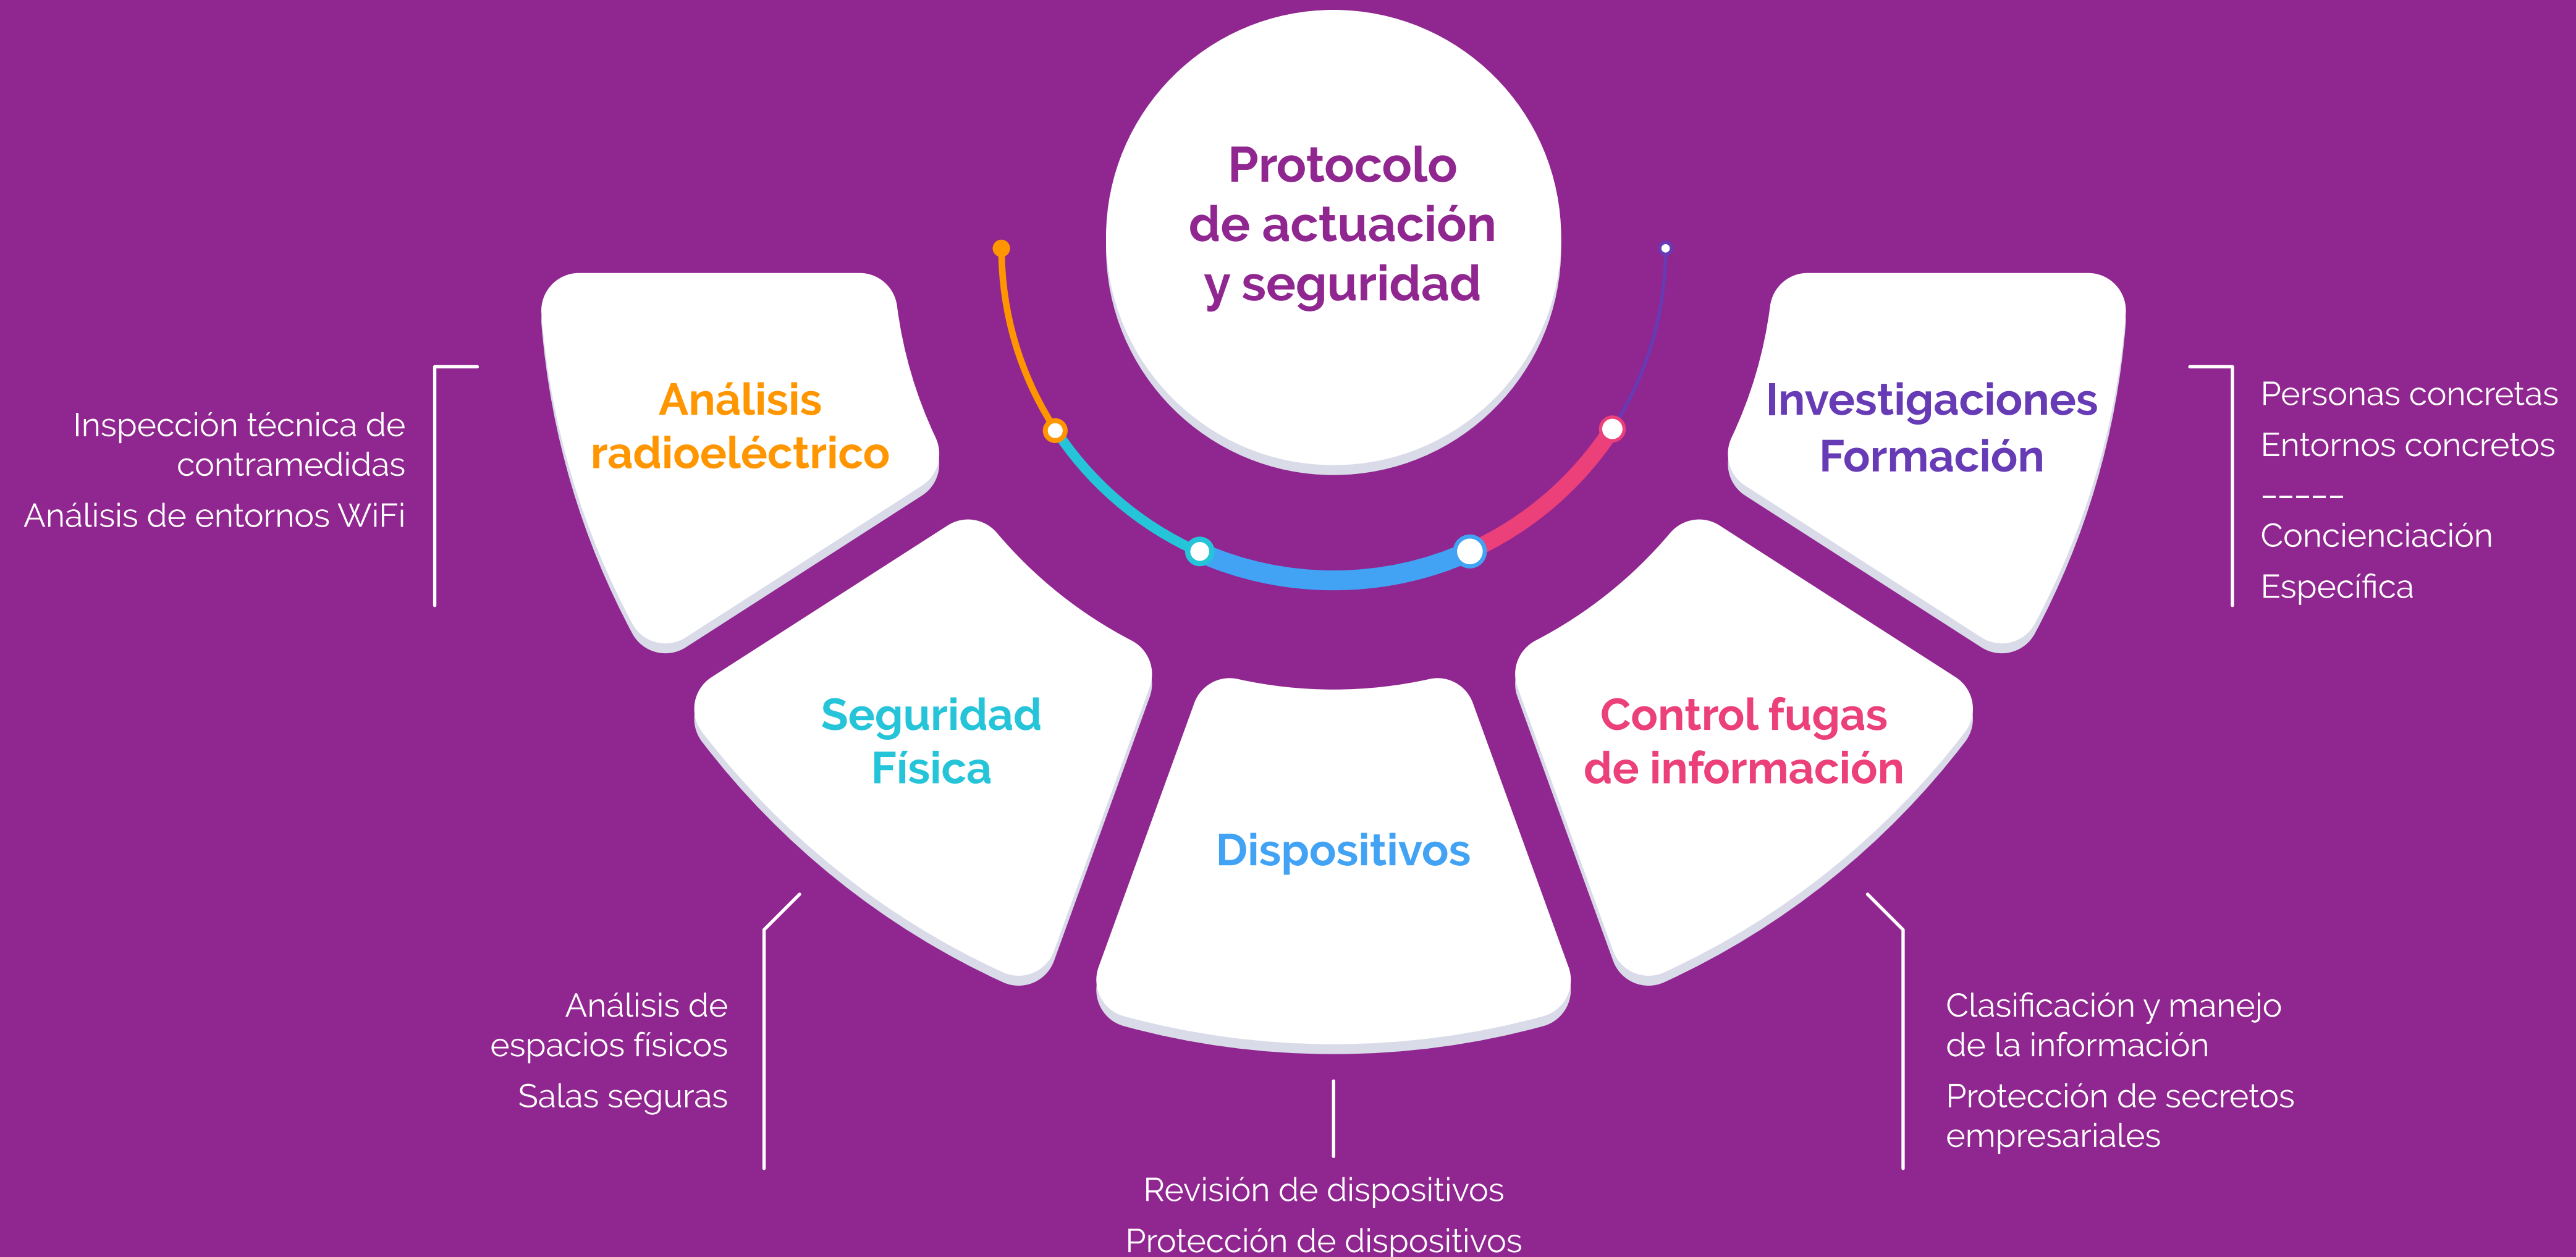 Protocolo
de actuación
y seguridad
Análisis
radioeléctrico
Inspección técnica de
contramedidas
Análisis de entornos WiFi
Seguridad
Física
Análisis de
espacios físicos
Salas seguras
Dispositivos
Revisión de dispositivos
Protección de dispositivos
Control fugas
de información
Clasificación y manejo
de la información
Protección de secretos
empresariales
Investigaciones
Formación
Personas concretas
Entornos concretos
-----
Concienciación
Específica